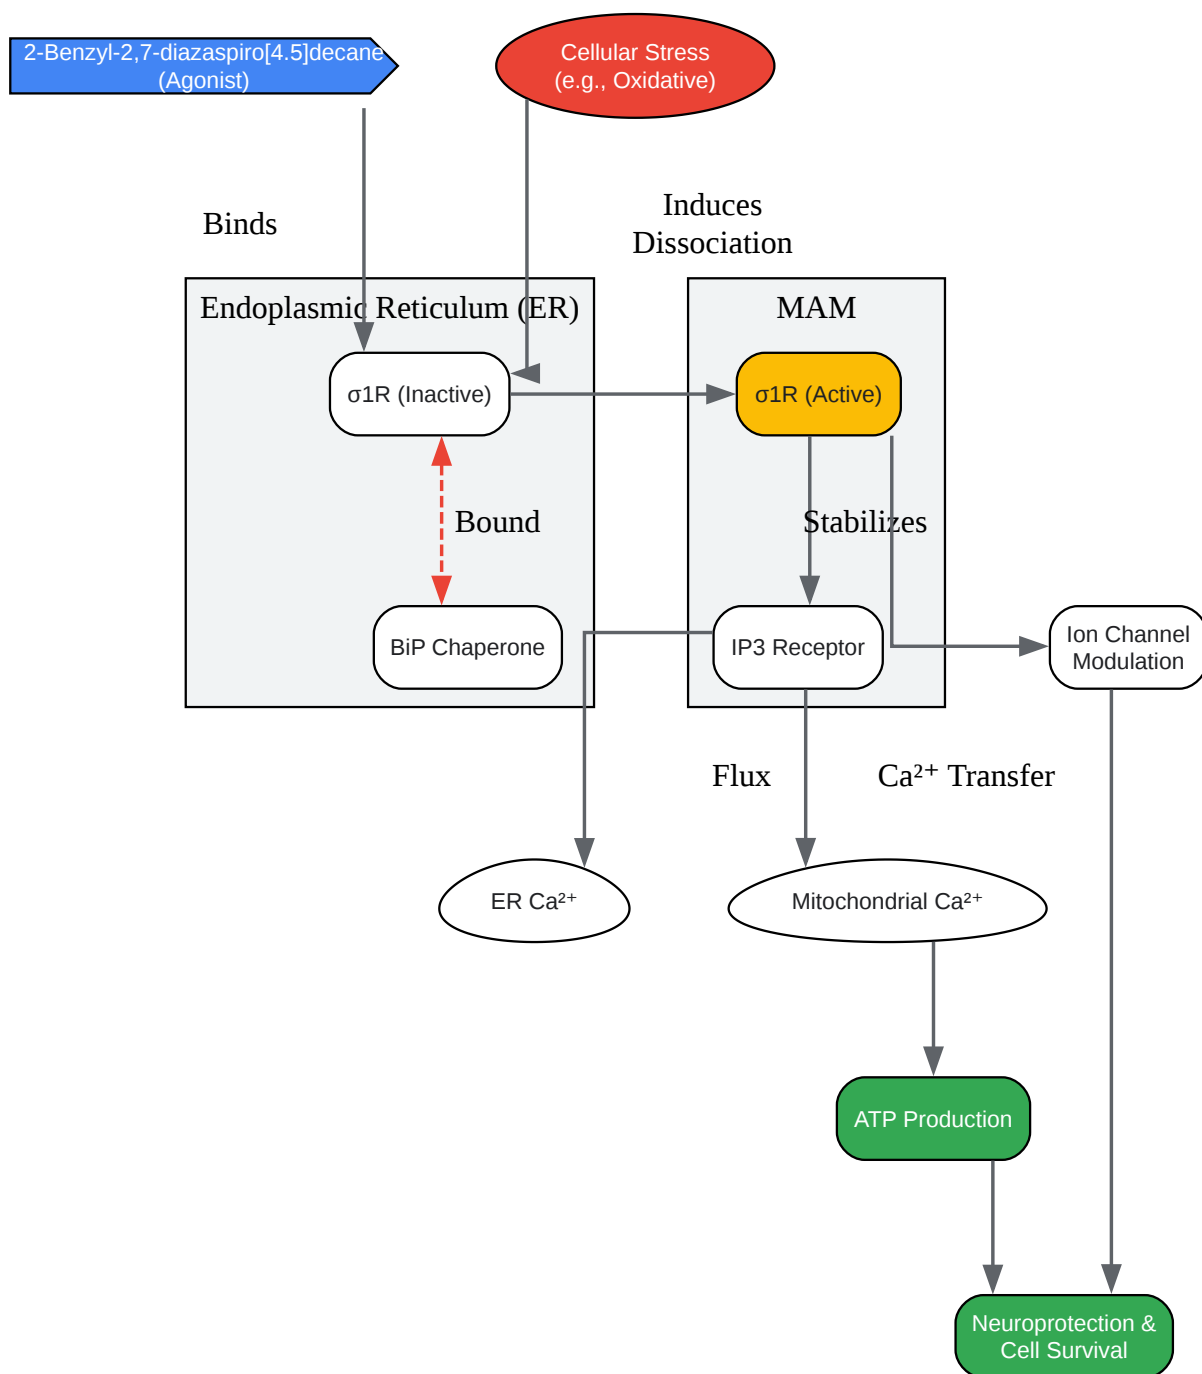 2-Benzyl-2,7-diazaspiro[4.5]decane
(Agonist)
Cellular Stress
(e.g., Oxidative)
Binds
Induces
Dissociation
Endoplasmic Reticulum (ER)
MAM
σ1R (Inactive)
σ1R (Active)
Bound
Stabilizes
BiP Chaperone
IP3 Receptor
Ion Channel
Modulation
Flux
Ca²⁺ Transfer
ER Ca²⁺
Mitochondrial Ca²⁺
ATP Production
Neuroprotection &
Cell Survival